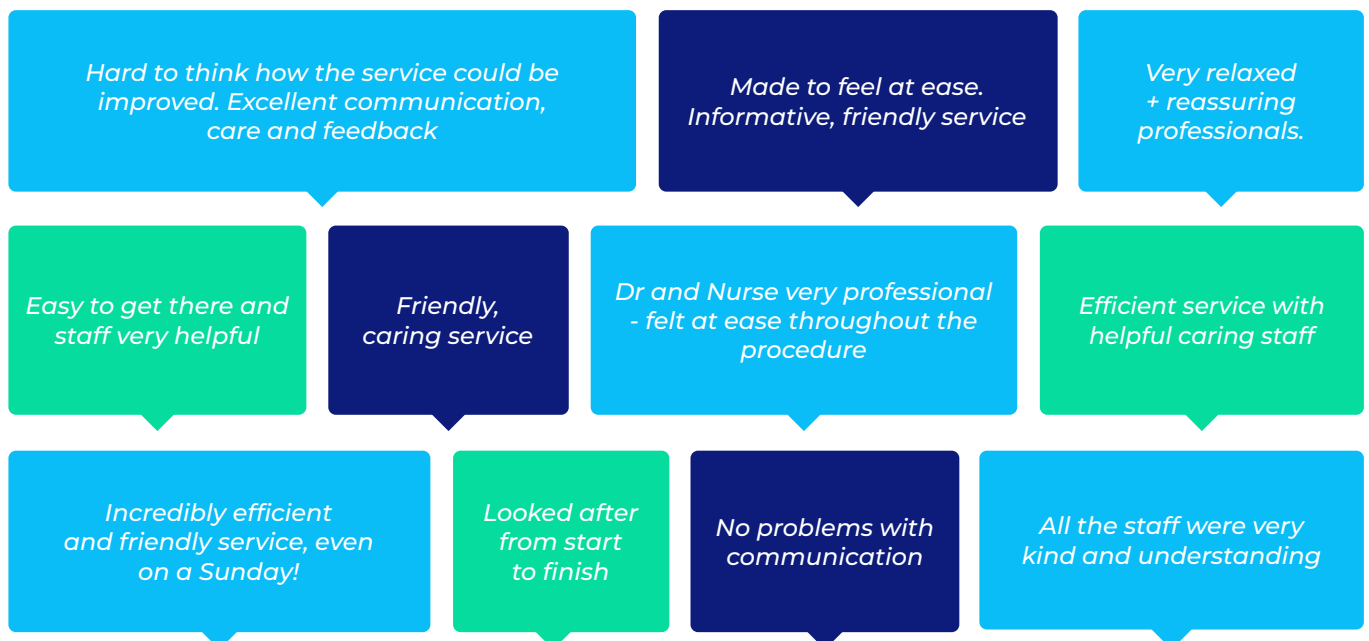 Hard to think how the service could be
improved. Excellent communication,
care and feedback
Made to feel at ease.
Informative, friendly service
Very relaxed
+ reassuring
professionals.
Easy to get there and
staff very helpful
Friendly,
caring service
Dr and Nurse very professional
- felt at ease throughout the
procedure
Efficient service with
helpful caring staff
Incredibly efficient
and friendly service, even
on a Sunday!
Looked after
from start
to finish
No problems with
communication
All the staff were very
kind and understanding